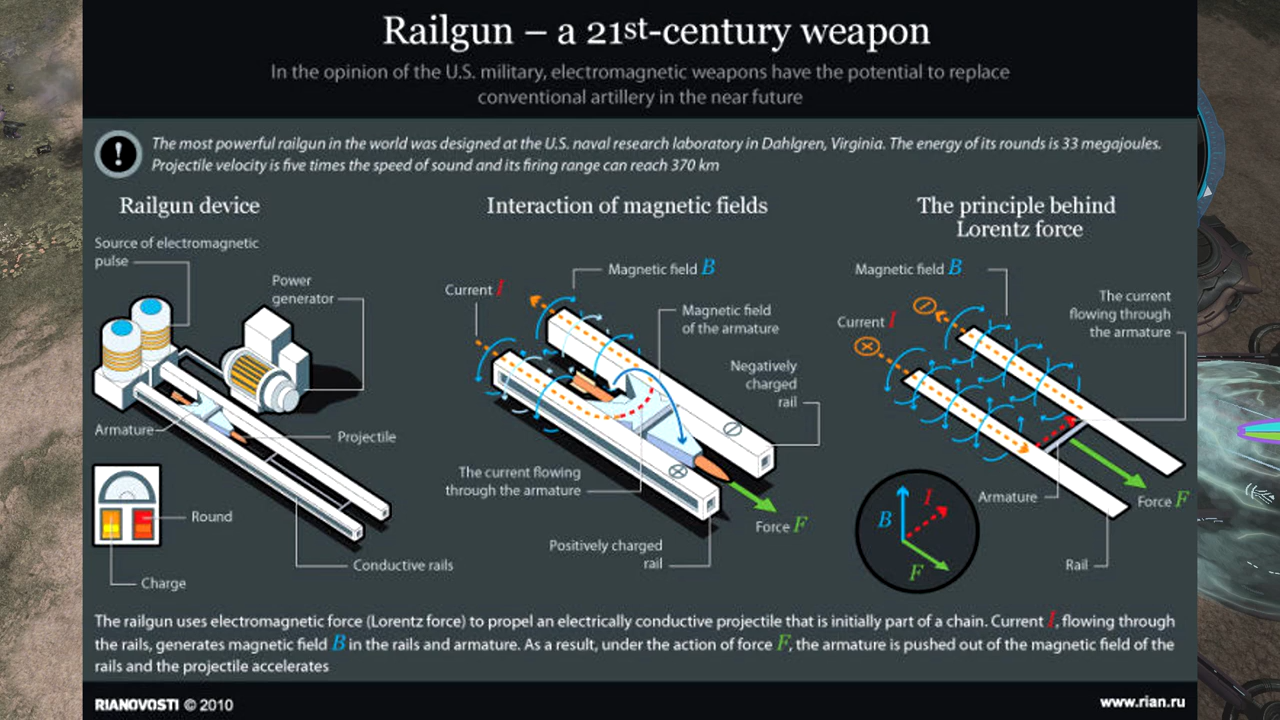 Railgun – a 21st-century weapon
In the opinion of the U.S. military, electromagnetic weapons have the potential to replace
conventional artillery in the near future
!
The most powerful railgun in the world was designed at the U.S. naval research laboratory in Dahlgren, Virginia. The energy of its rounds is 33 megajoules.
Projectile velocity is five times the speed of sound and its firing range can reach 370 km
Railgun device
Source of electromagnetic
pulse
Power
generator
Armature
Projectile
Round
Conductive rails
Charge
Interaction of magnetic fields
Magnetic field B
Current I
Magnetic field
of the armature
Negatively
charged
rail
The current flowing
through the armature
Force F
Positively charged
rail
The principle behind
Lorentz force
Magnetic field B
The current
flowing through
the armature
Current I
Armature
Force F
B
I
F
Rail
The railgun uses electromagnetic force (Lorentz force) to propel an electrically conductive projectile that is initially part of a chain. Current I, flowing through
the rails, generates magnetic field B in the rails and armature. As a result, under the action of force F, the armature is pushed out of the magnetic field of the
rails and the projectile accelerates
RIANOVOSTI © 2010
www.rian.ru